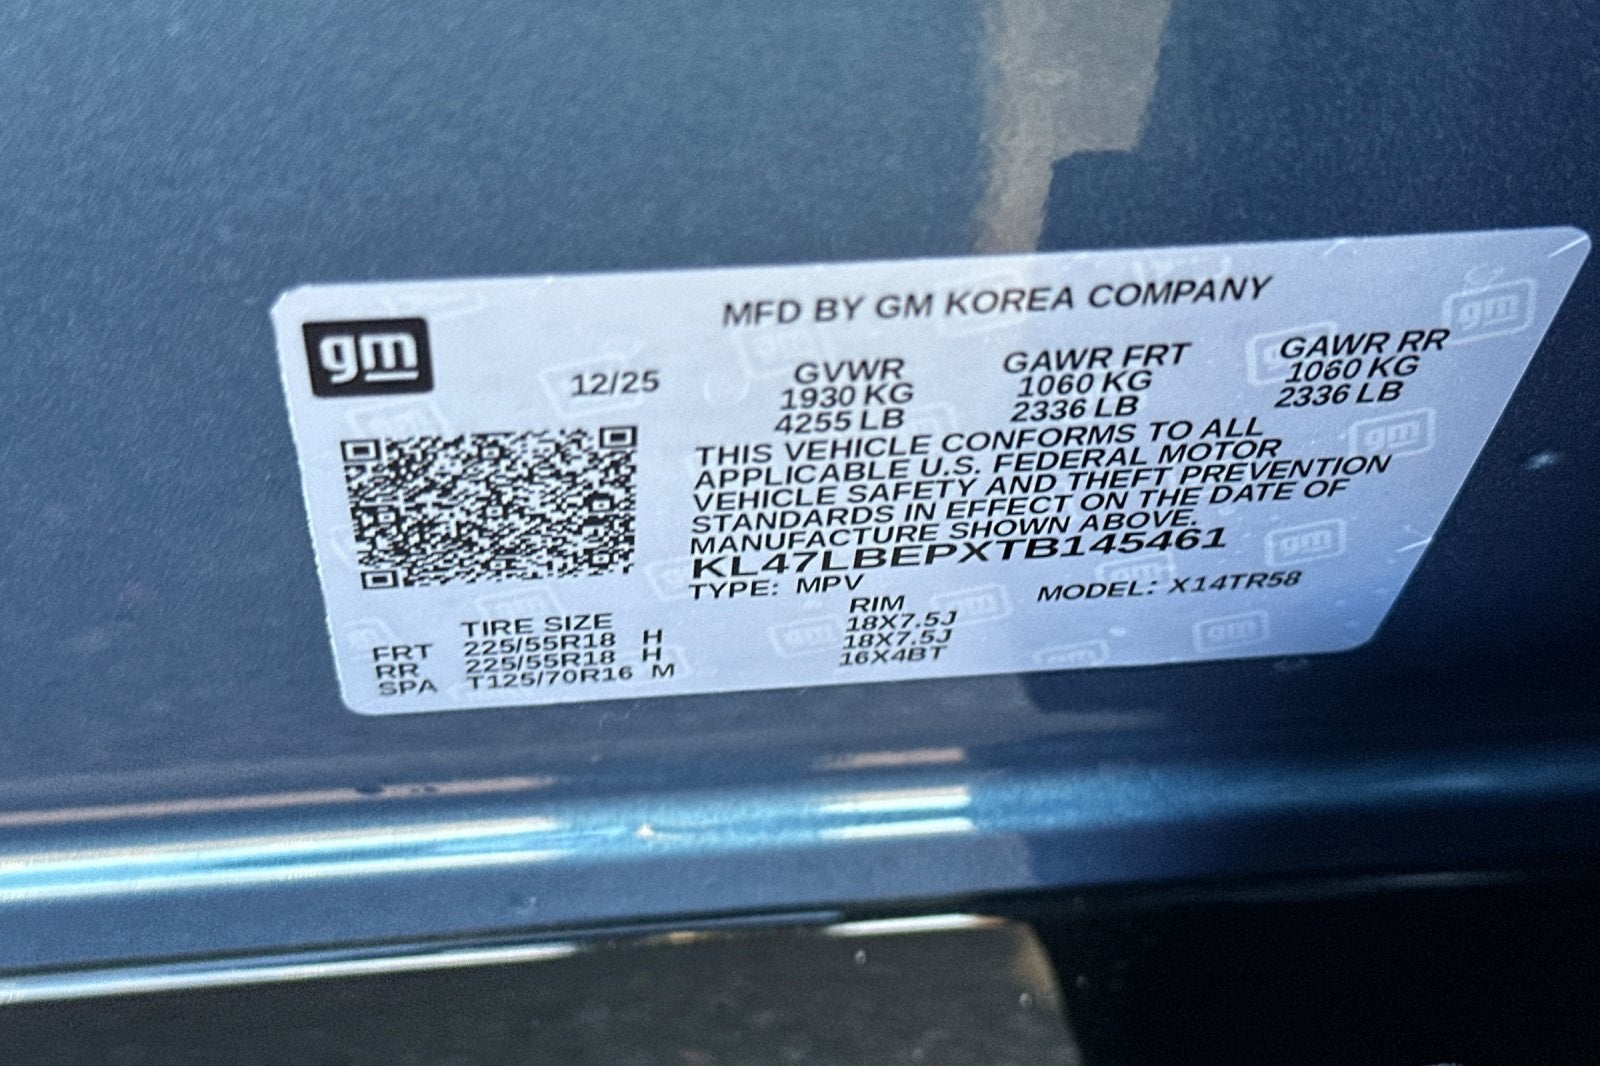 MFD BY GM KOREA COMPANY
gm
12/25
GVWR GAWR FRT GAWR RR
1930 KG 1060 KG 1060 KG
4255 LB 2336 LB 2336 LB
THIS VEHICLE CONFORMS TO ALL
APPLICABLE U.S. FEDERAL MOTOR
VEHICLE SAFETY AND THEFT PREVENTION
STANDARDS IN EFFECT ON THE DATE OF
MANUFACTURE SHOWN ABOVE.
KL47LBEPXTB145461
TYPE: MPV MODEL: X14TR58
TIRE SIZE RIM
FRT 225/55R18 H 18X7.5J
RR 225/55R18 H 18X7.5J
SPA T125/70R16 M 16X4BT